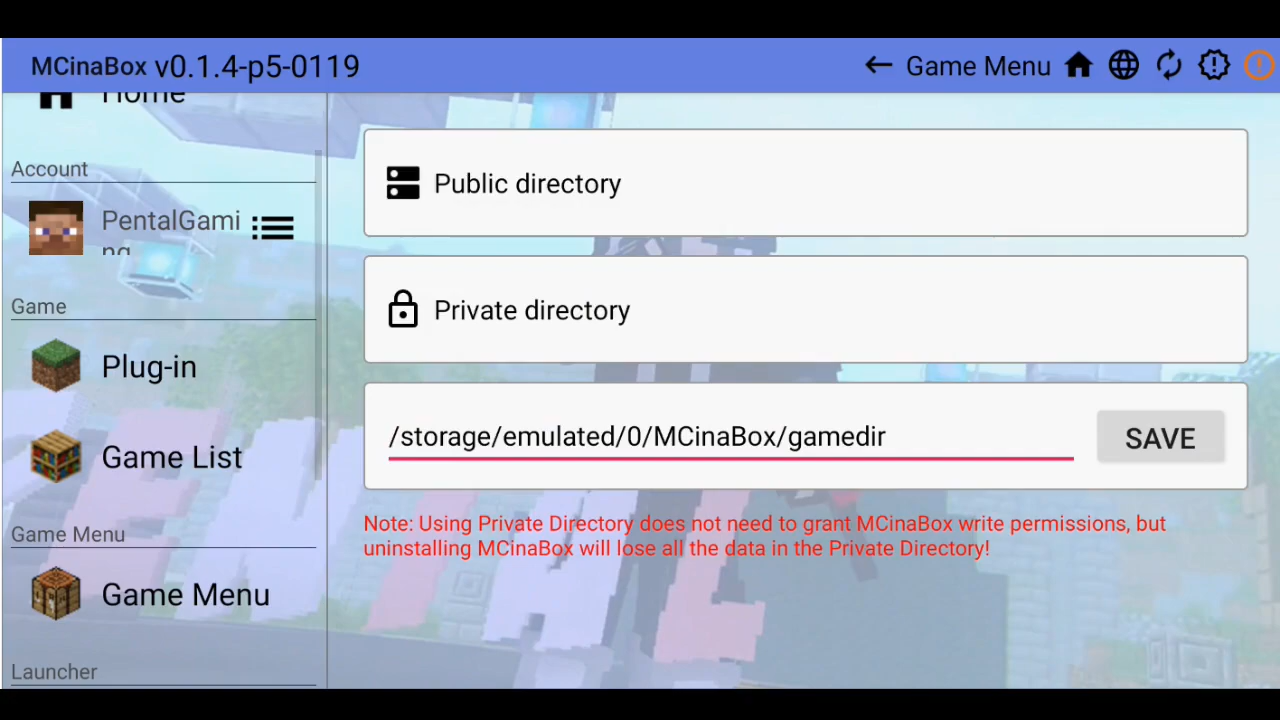 MCinaBox v0.1.4-p5-0119
Game Menu
Home
Account
PentalGami
ng
Game
Plug-in
Game List
Game Menu
Game Menu
Launcher
Public directory
Private directory
/storage/emulated/0/MCinaBox/gamedir
SAVE
Note: Using Private Directory does not need to grant MCinaBox write permissions, but
uninstalling MCinaBox will lose all the data in the Private Directory!